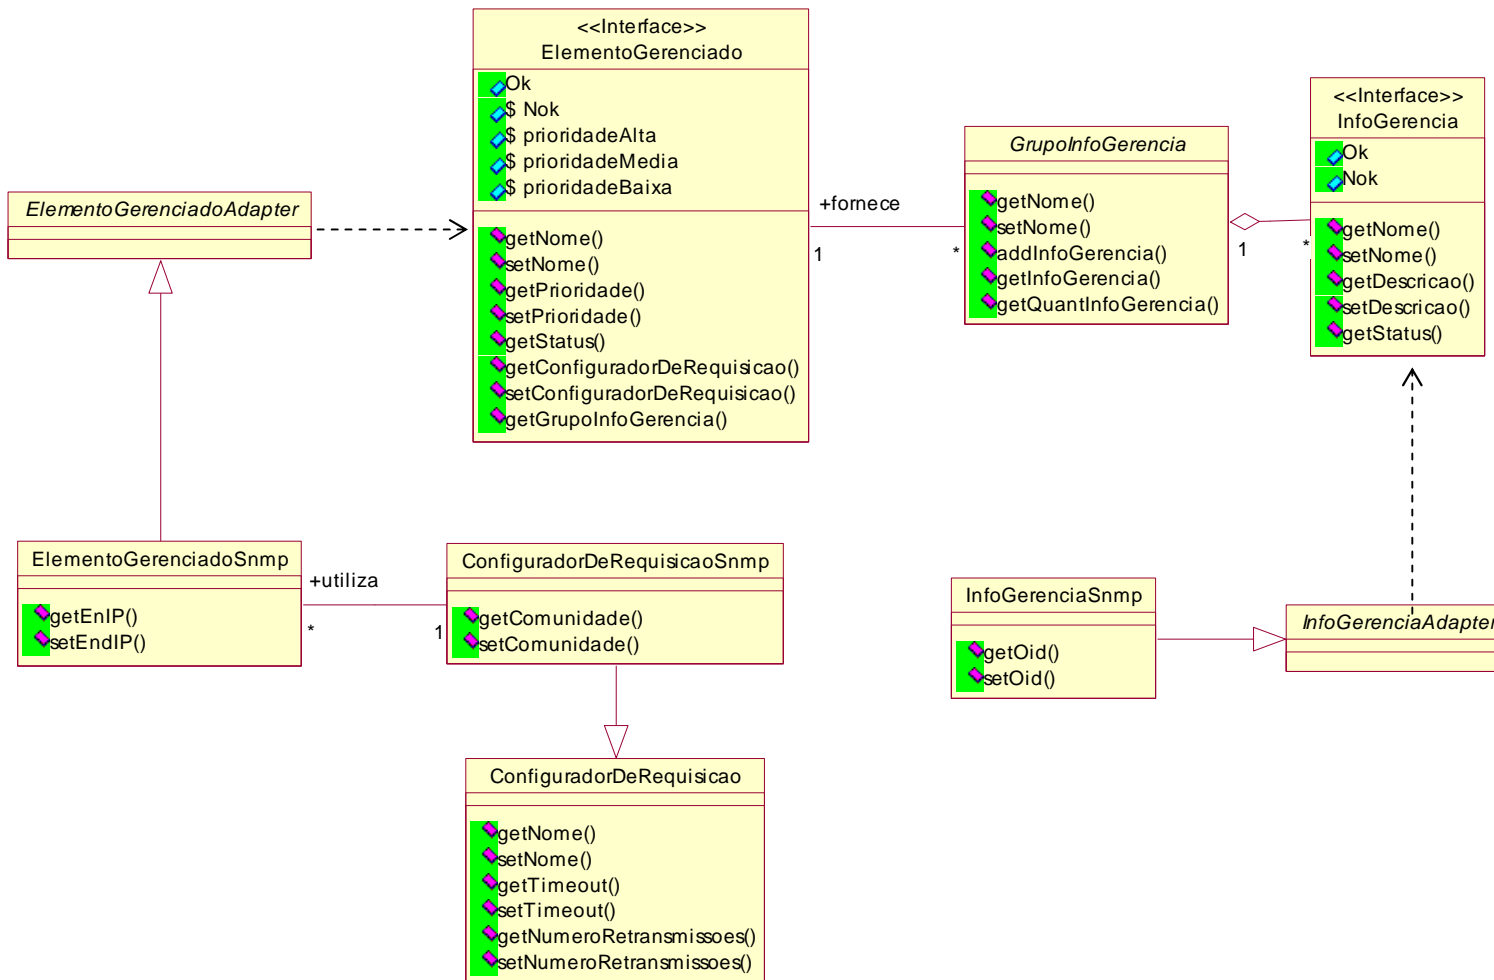 <<Interface>>
ElementoGerenciado
Ok
$ Nok
$ prioridadeAlta
$ prioridadeMedia
$ prioridadeBaixa
getNome()
setNome()
getPrioridade()
setPrioridade()
getStatus()
getConfiguradorDeRequisicao()
setConfiguradorDeRequisicao()
getGrupoInfoGerencia()
ElementoGerenciadoAdapter
+fornece
1
*
GrupoInfoGerencia
getNome()
setNome()
addInfoGerencia()
getInfoGerencia()
getQuantInfoGerencia()
1
*
<<Interface>>
InfoGerencia
Ok
Nok
getNome()
setNome()
getDescricao()
setDescricao()
getStatus()
ElementoGerenciadoSnmp
getEnIP()
setEndIP()
+utiliza
*
1
ConfiguradorDeRequisicaoSnmp
getComunidade()
setComunidade()
InfoGerenciaSnmp
getOid()
setOid()
InfoGerenciaAdapter
ConfiguradorDeRequisicao
getNome()
setNome()
getTimeout()
setTimeout()
getNumeroRetransmissoes()
setNumeroRetransmissoes()